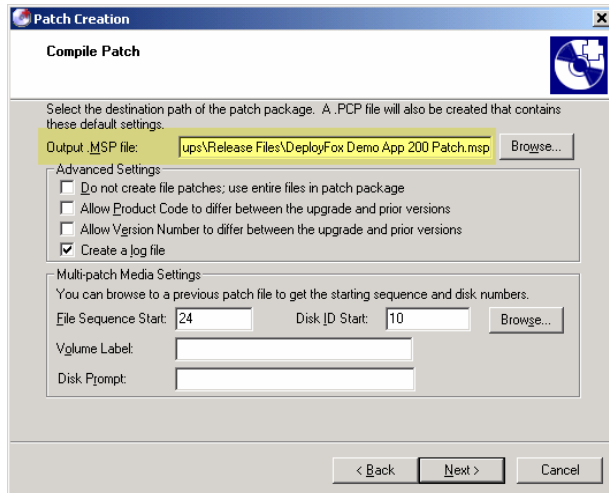 Patch Creation
Compile Patch
Select the destination path of the patch package. A .PCP file will also be created that contains
these default settings.
Output .MSP file: ups\Release Files\DeployFox Demo App 200 Patch.msp Browse...
Advanced Settings
Do not create file patches; use entire files in patch package
Allow Product Code to differ between the upgrade and prior versions
Allow Version Number to differ between the upgrade and prior versions
Create a log file
Multi-patch Media Settings
You can browse to a previous patch file to get the starting sequence and disk numbers.
File Sequence Start: 24 Disk ID Start: 10 Browse...
Volume Label:
Disk Prompt:
< Back Next > Cancel